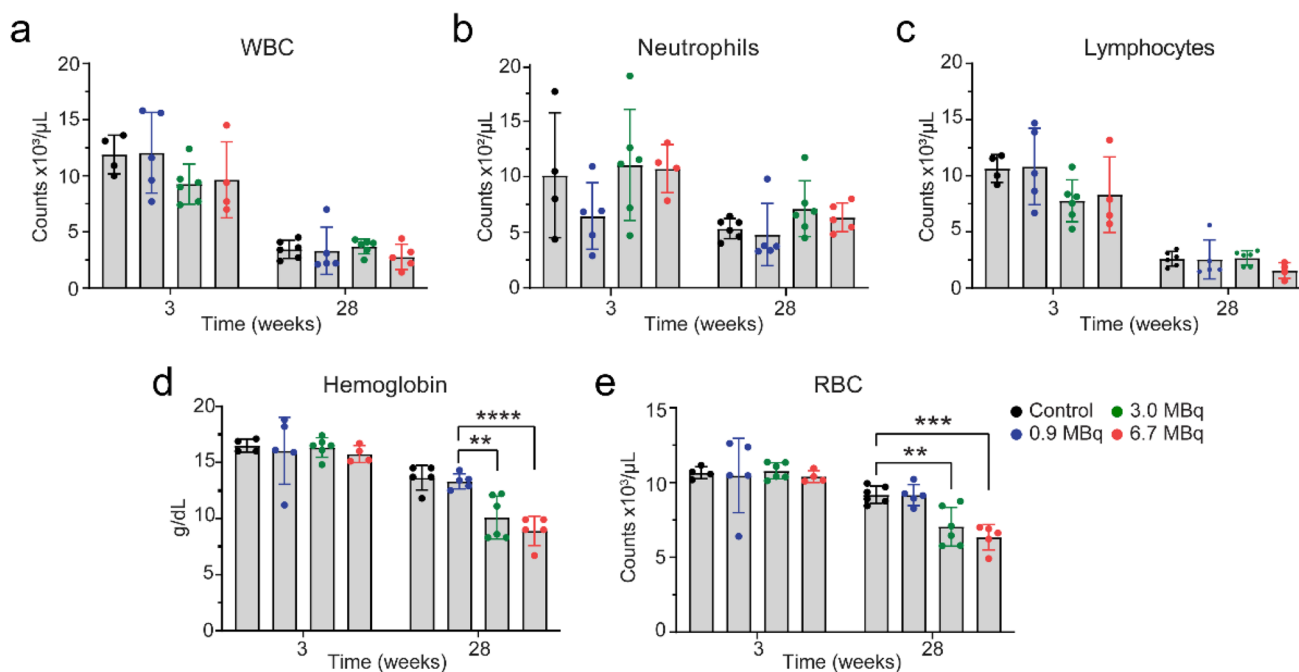 a
WBC
Counts x10³/µL
20
15
10
5
0
3
28
Time (weeks)
b
Neutrophils
Counts x10²/µL
20
15
10
5
0
3
28
Time (weeks)
c
Lymphocytes
Counts x10³/µL
20
15
10
5
0
3
28
Time (weeks)
d
Hemoglobin
g/dL
20
15
10
5
0
****
**
3
28
Time (weeks)
e
RBC
Counts x10³/µL
15
10
5
0
***
**
3
28
Time (weeks)
Control
3.0 MBq
0.9 MBq
6.7 MBq